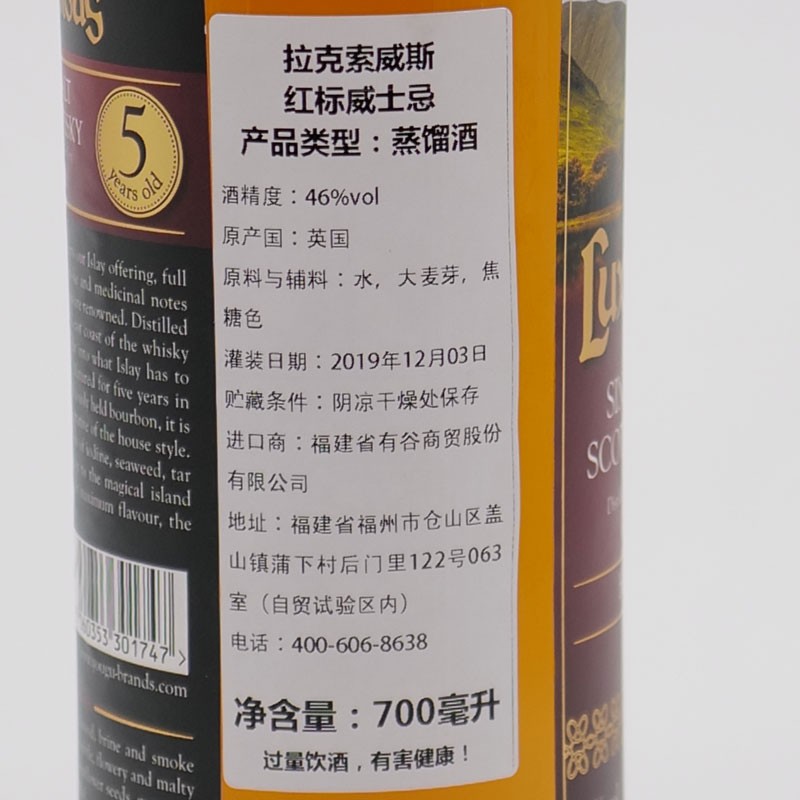 5
years old
Islay offering, full
and medicinal notes
renowned. Distilled
coast of the whisky
what Islay has to
for five years in
held bourbon, it is
of the house style.
seaweed, tar
to the magical island
maximum flavour, the
301747 >
-brands.com
brine and smoke
flowery and malty
拉克索威斯
红标威士忌
产品类型：蒸馏酒
酒精度：46%vol
原产国：英国
原料与辅料：水，大麦芽，焦
糖色
灌装日期：2019年12月03日
贮藏条件：阴凉干燥处保存
进口商：福建省有谷商贸股份
有限公司
地址：福建省福州市仓山区盖
山镇蒲下村后门里122号063
室（自贸试验区内）
电话：400-606-8638
净含量：700毫升
过量饮酒，有害健康！